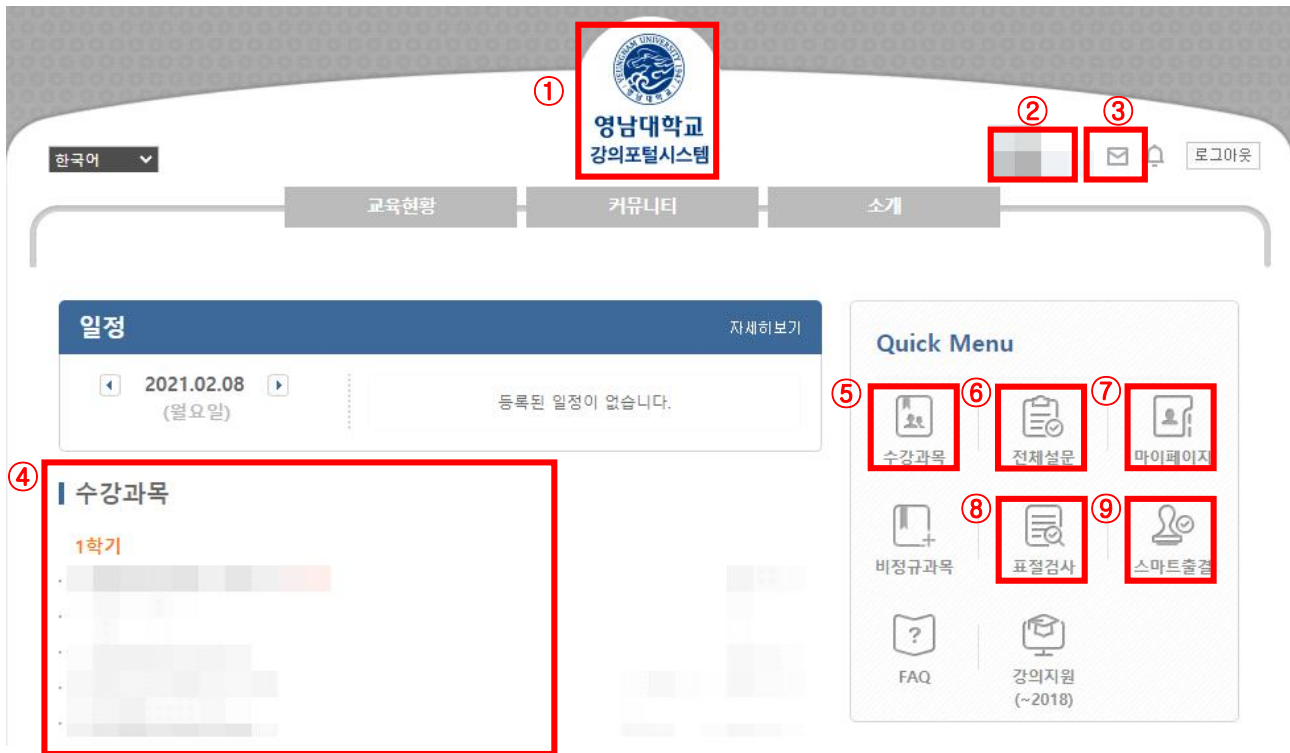 YEUNGNAM UNIVERSITY 1947
영남대학교
①
영남대학교
강의포털시스템
② ③
한국어
로그아웃
교육현황 커뮤니티 소개
일정 자세히보기
2021.02.08
(월요일)
등록된 일정이 없습니다.
Quick Menu
⑤ ⑥ ⑦
수강과목 전체설문 마이페이지
④
수강과목
1학기
⑧ ⑨
비정규과목 표절검사 스마트출결
?
FAQ 강의지원
(~2018)